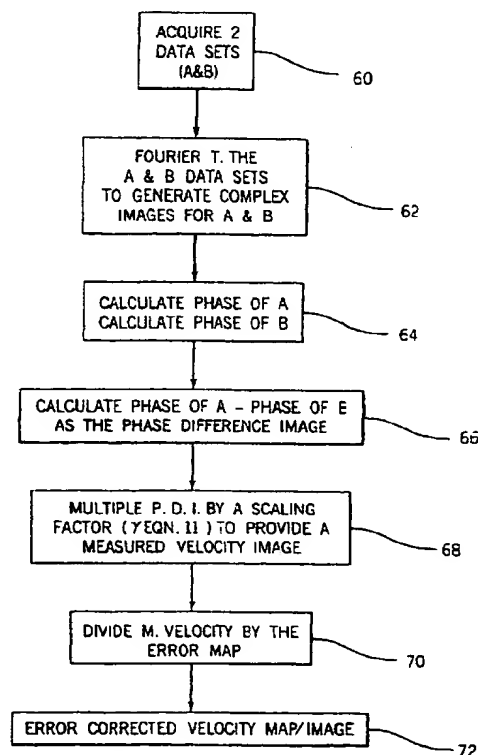 ACQUIRE 2
DATA SETS
(A&B)
60
FOURIER T. THE
A & B DATA SETS
TO GENERATE COMPLEX
IMAGES FOR A & B
62
CALCULATE PHASE OF A
CALCULATE PHASE OF B
64
CALCULATE PHASE OF A - PHASE OF E
AS THE PHASE DIFFERENCE IMAGE
66
MULTIPLE P. D. I. BY A SCALING
FACTOR (γEQN. 11) TO PROVIDE A
MEASURED VELOCITY IMAGE
68
DIVIDE M. VELOCITY BY THE
ERROR MAP
70
ERROR CORRECTED VELOCITY MAP/IMAGE
72